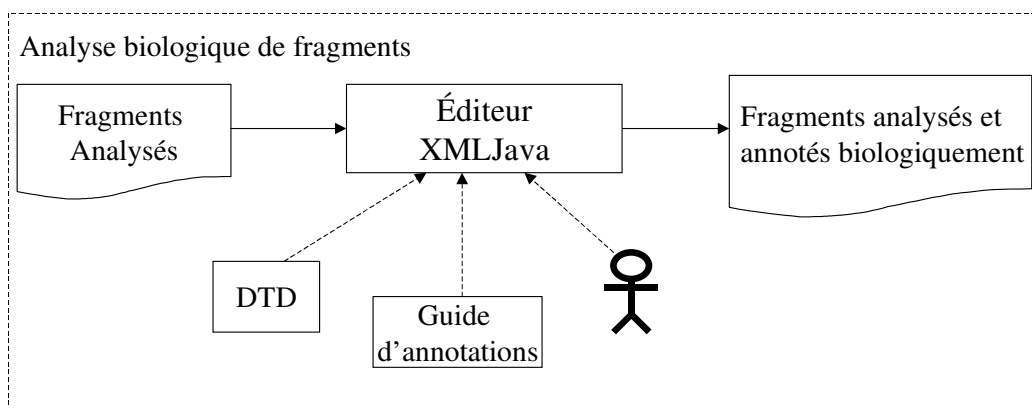 Analyse biologique de fragments
Fragments
Analysés
Éditeur
XMLJava
Fragments analysés et
annotés biologiquement
DTD
Guide
d'annotations